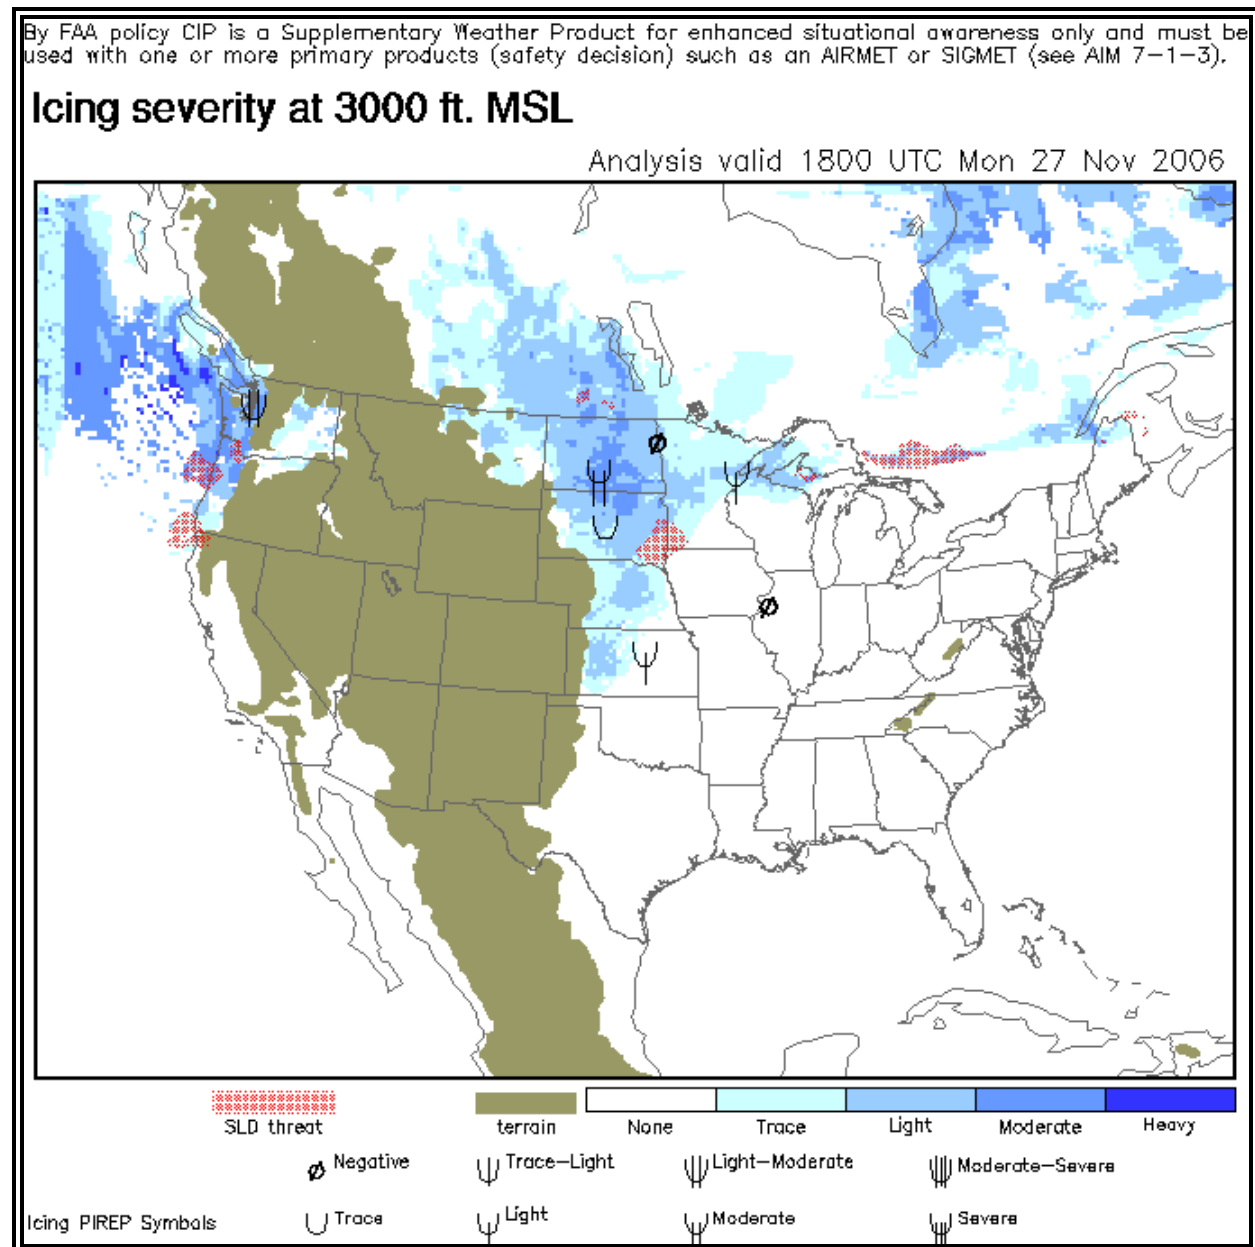 By FAA policy CIP is a Supplementary Weather Product for enhanced situational awareness only and must be
used with one or more primary products (safety decision) such as an AIRMET or SIGMET (see AIM 7-1-3).
Icing severity at 3000 ft. MSL
Analysis valid 1800 UTC Mon 27 Nov 2006
SLD threat terrain None Trace Light Moderate Heavy
Negative Trace-Light Light-Moderate Moderate-Severe
Icing PIREP Symbols Trace Light Moderate Severe